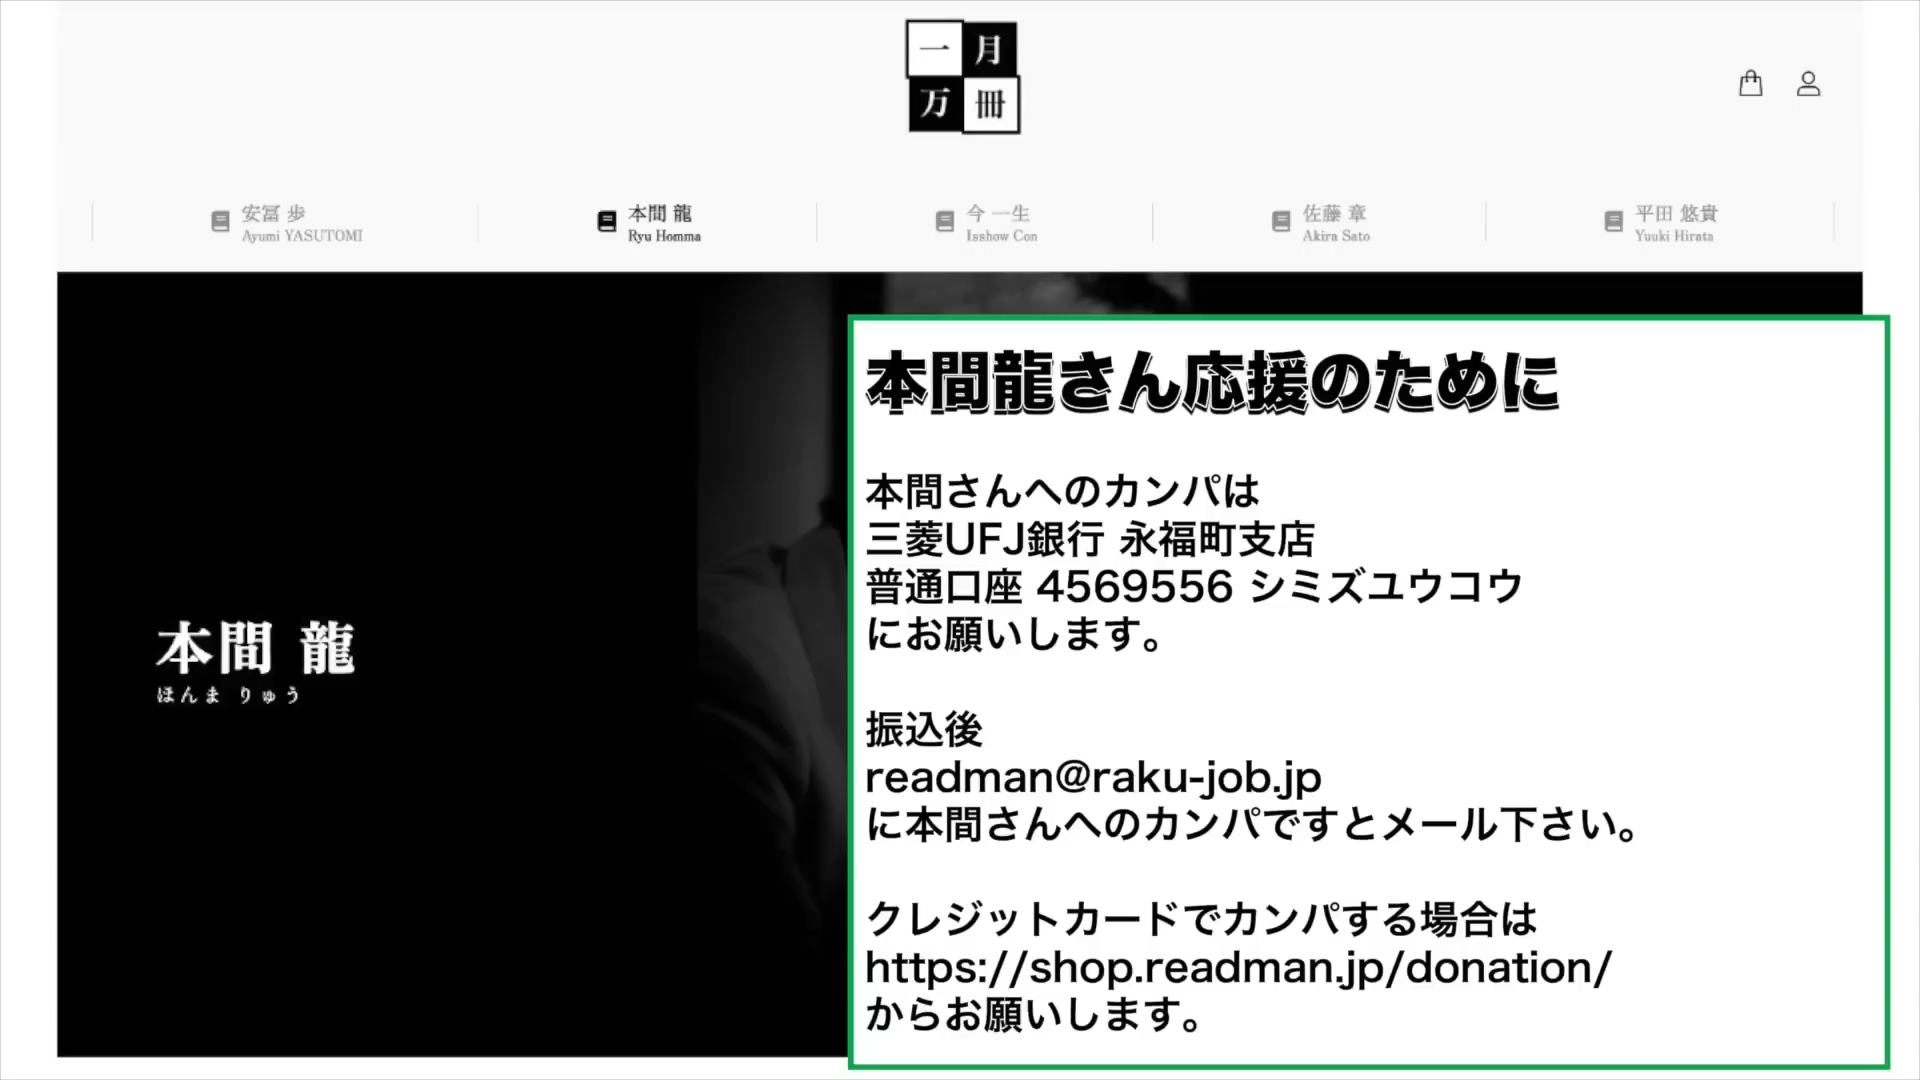 一月
万冊
安冨 歩
Ayumi YASUTOMI
本間 龍
Ryu Homma
今 一生
Isshow Con
佐藤 章
Akira Sato
平田 悠貴
Yuuki Hirata
本間 龍
ほんま りゅう
本間龍さん応援のために
本間さんへのカンパは
三菱UFJ銀行 永福町支店
普通口座 4569556 シミズユウコウ
にお願いします。
振込後
readman@raku-job.jp
に本間さんへのカンパですとメール下さい。
クレジットカードでカンパする場合は
https://shop.readman.jp/donation/
からお願いします。